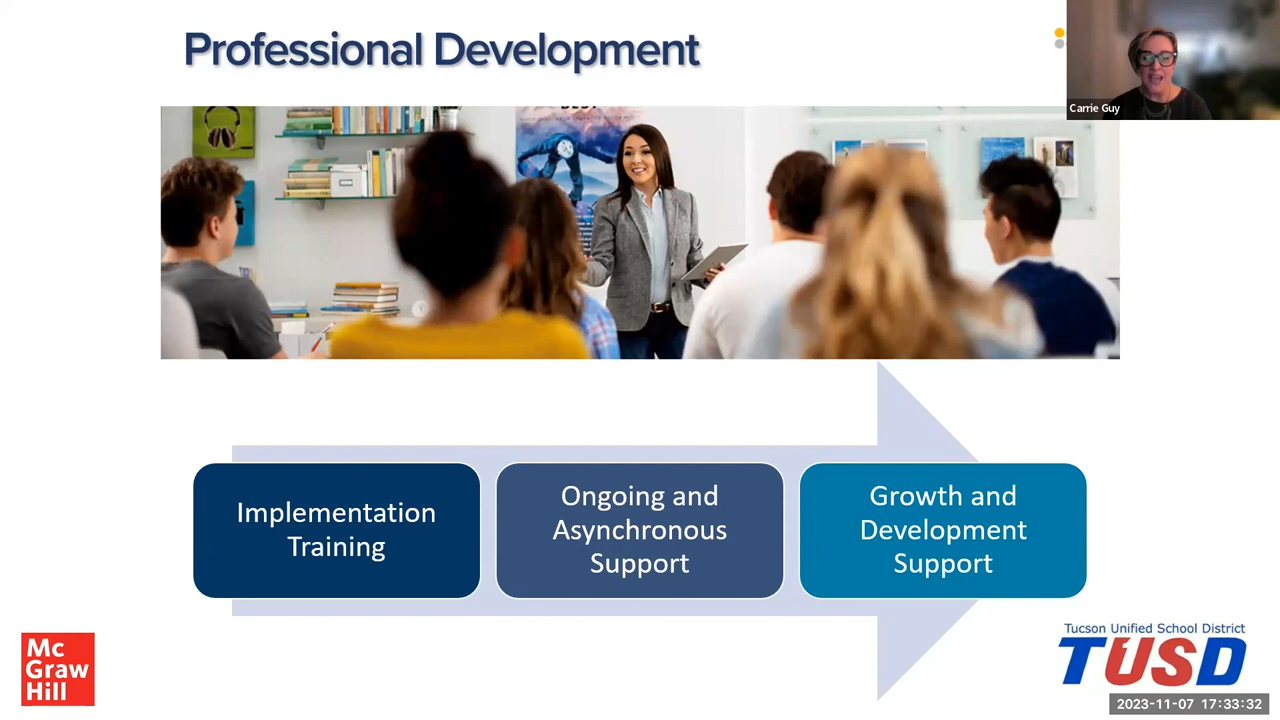 Professional Development
Carrie Guy
Implementation
Training
Ongoing and
Asynchronous
Support
Growth and
Development
Support
Mc
Graw
Hill
Tucson Unified School District
TUSD
2023-11-07 17:33:32